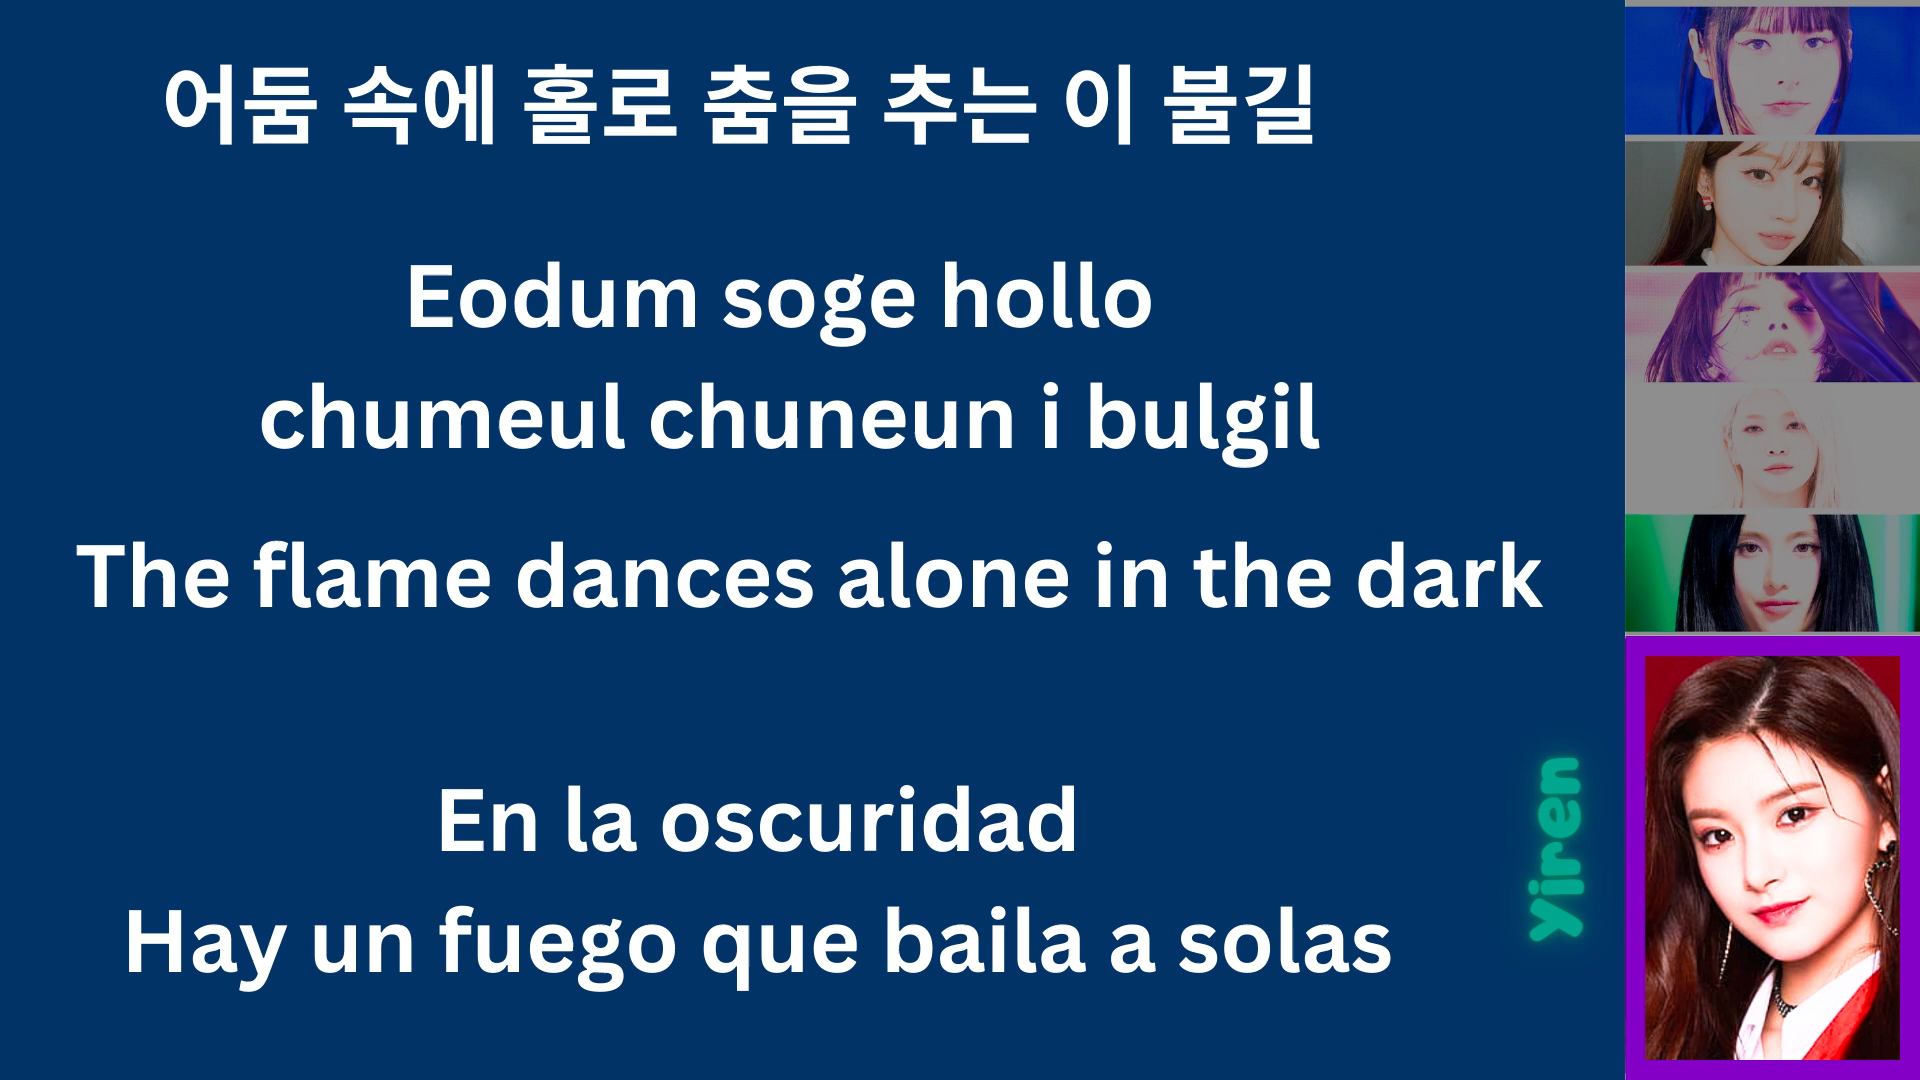 어둠 속에 홀로 춤을 추는 이 불길
Eodum soge hollo
chumeul chuneun i bulgil
The flame dances alone in the dark
En la oscuridad
Hay un fuego que baila a solas
Yiren